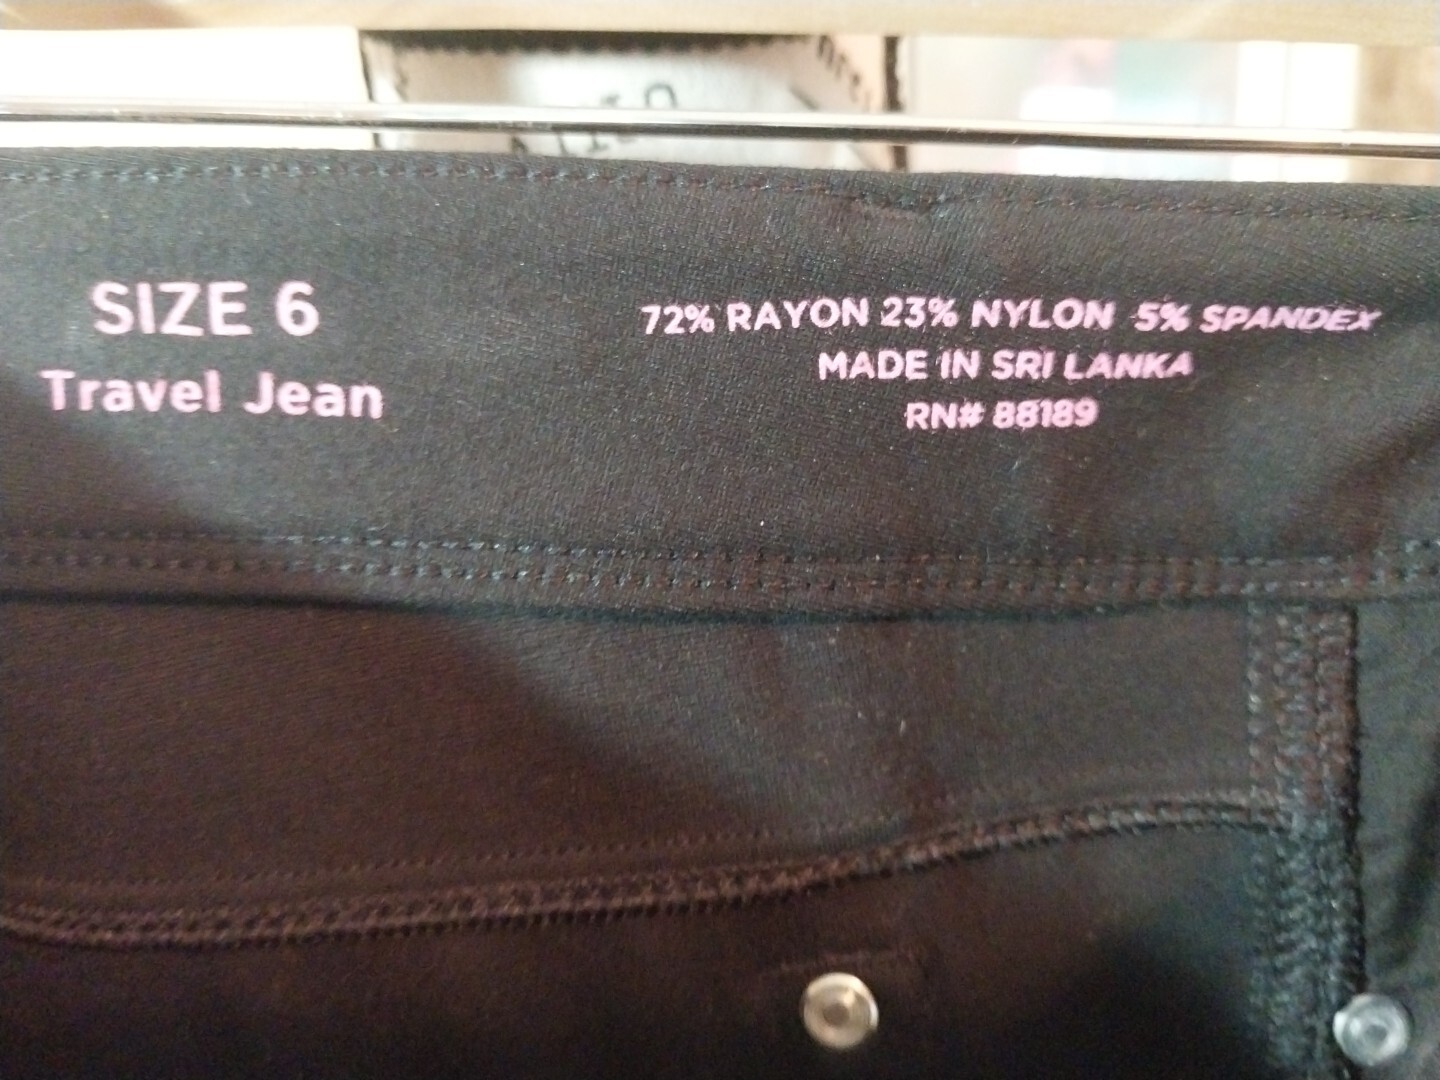 SIZE 6
Travel Jean
72% RAYON 23% NYLON 5% SPANDEX
MADE IN SRI LANKA
RN# 88189